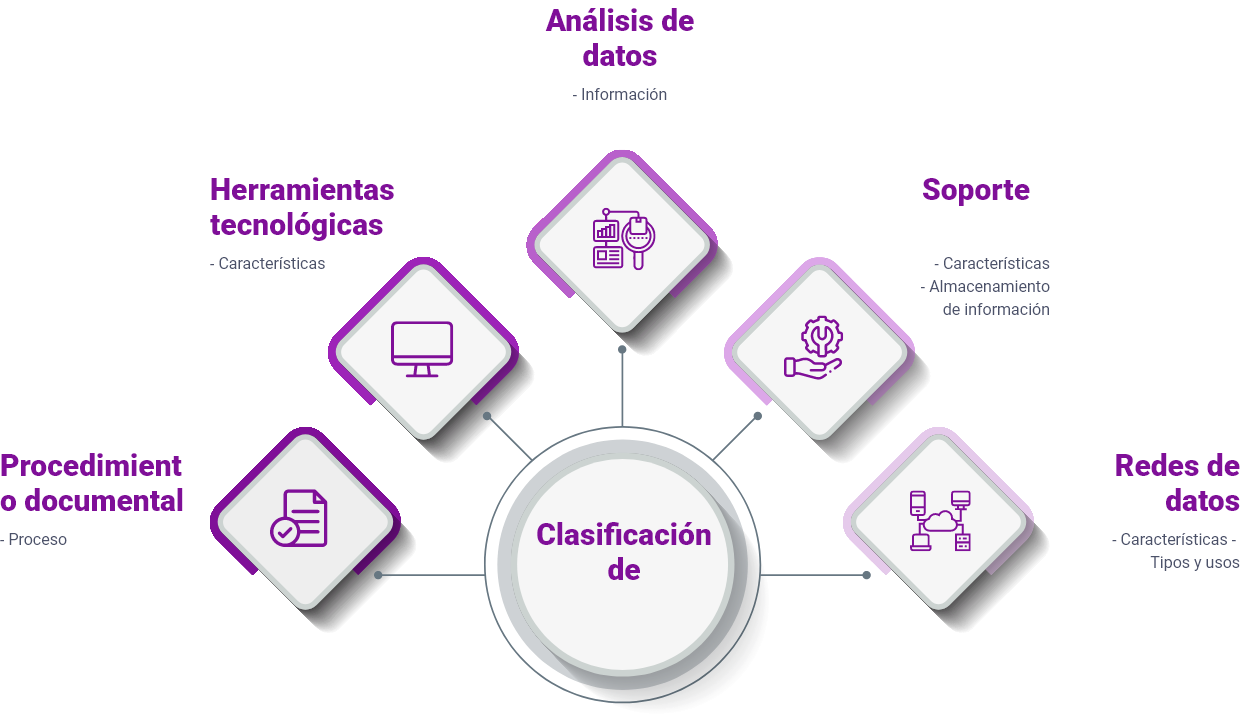 Análisis de
datos
- Información
Herramientas
tecnológicas
- Características
Soporte
- Características
- Almacenamiento
de información
Procedimient
o documental
- Proceso
Clasificación
de
Redes de
datos
- Características -
Tipos y usos